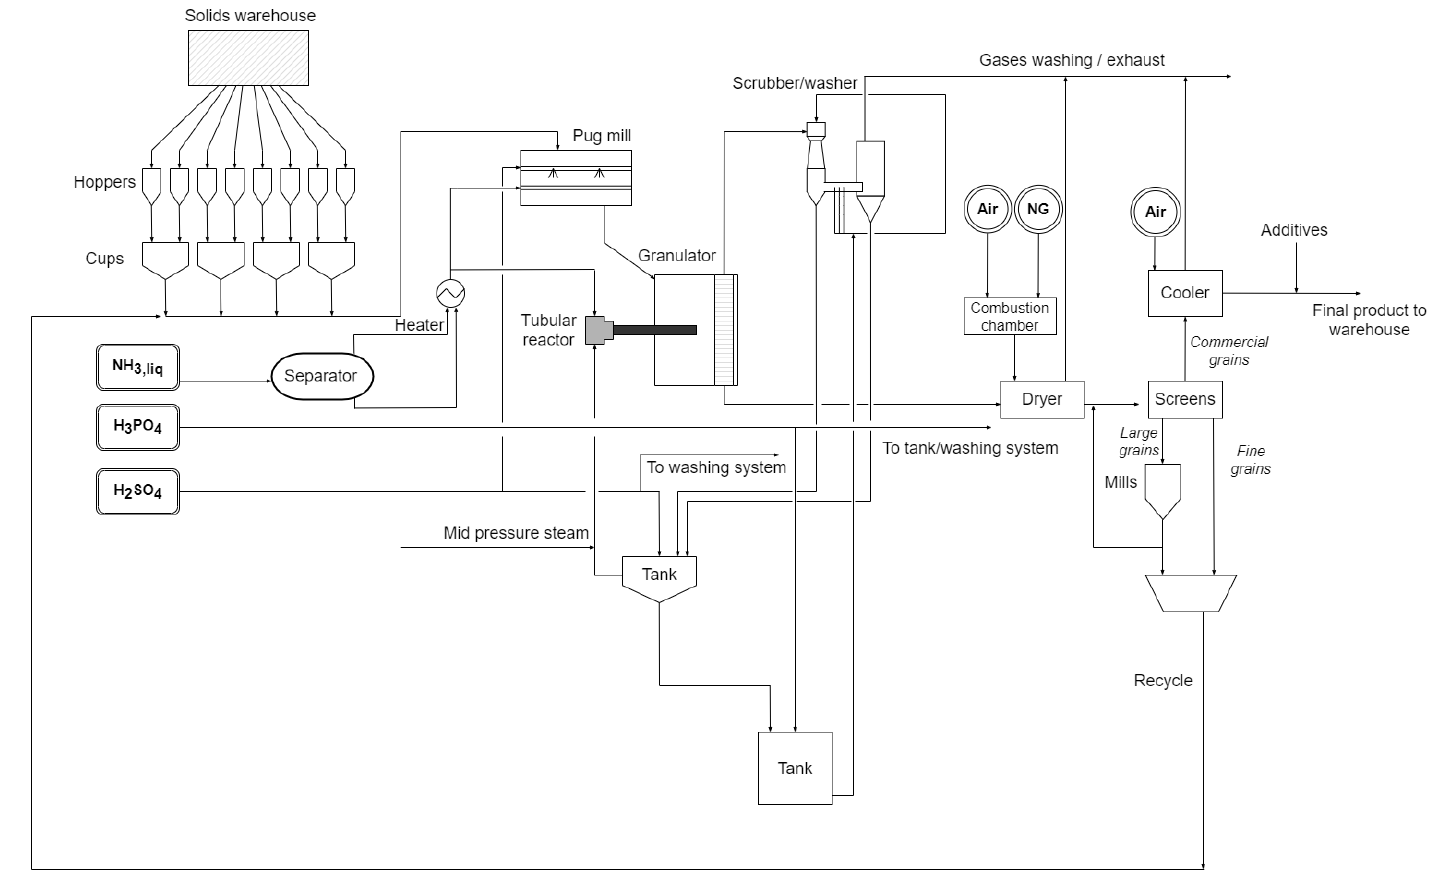 Solids warehouse
Gases washing / exhaust
Scrubber/washer
Pug mill
Hoppers
Air
NG
Air
Additives
Cups
Granulator
Cooler
Combustion
chamber
Final product to
warehouse
Heater
Tubular
reactor
Commercial
grains
NH3,liq
Separator
Dryer
Screens
H3PO4
Large
grains
To tank/washing system
Fine
grains
To washing system
Mills
H2SO4
Mid pressure steam
Tank
Recycle
Tank